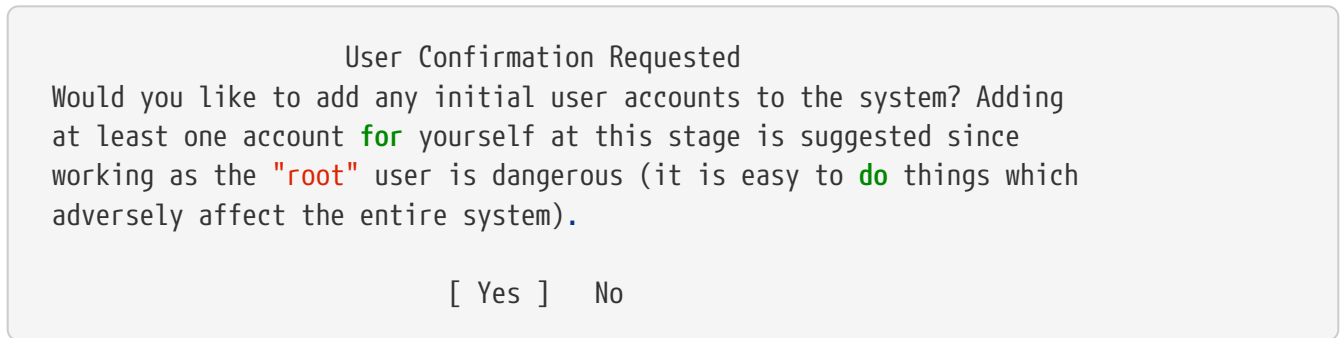 User Confirmation Requested
Would you like to add any initial user accounts to the system? Adding
at least one account for yourself at this stage is suggested since
working as the "root" user is dangerous (it is easy to do things which
adversely affect the entire system).
[ Yes ] No